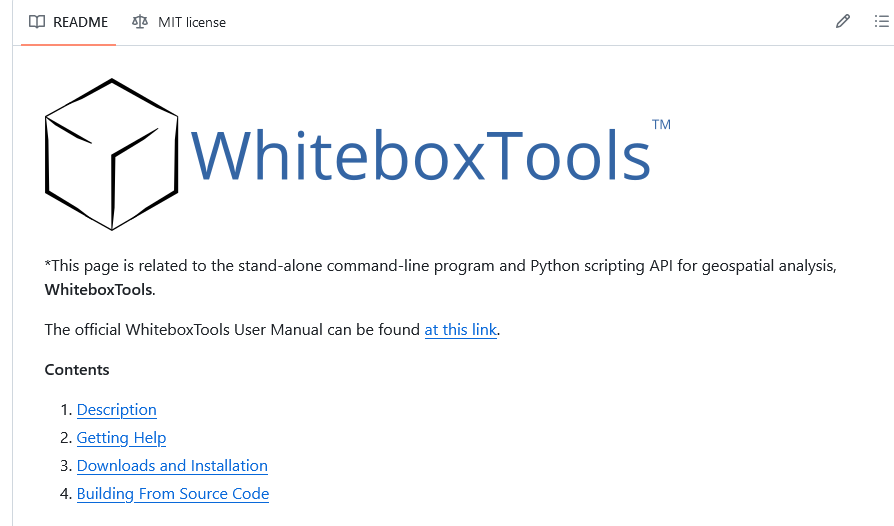 README MIT license
WhiteboxTools™
*This page is related to the stand-alone command-line program and Python scripting API for geospatial analysis,
WhiteboxTools.
The official WhiteboxTools User Manual can be found at this link.
Contents
1. Description
2. Getting Help
3. Downloads and Installation
4. Building From Source Code